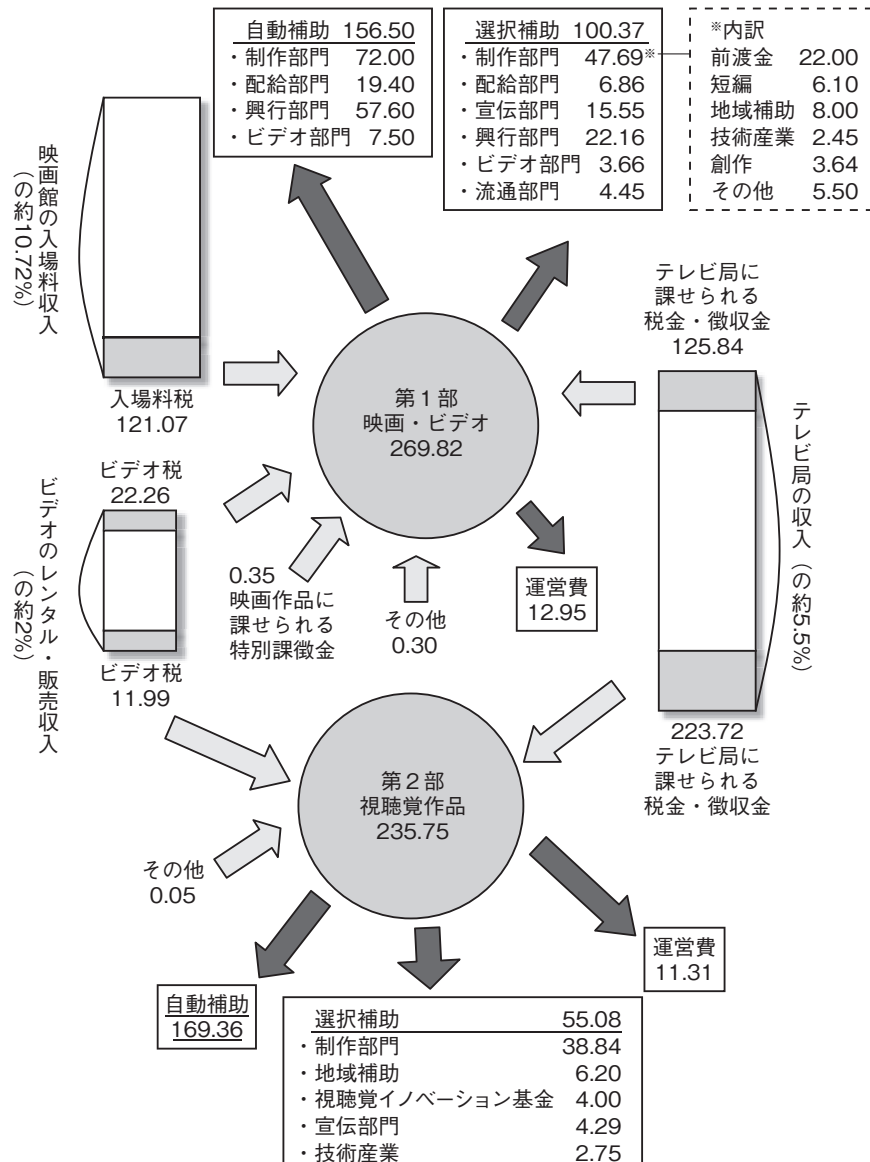 自動補助 156.50
・制作部門 72.00
・配給部門 19.40
・興行部門 57.60
・ビデオ部門 7.50
選択補助 100.37
・制作部門 47.69※
・配給部門 6.86
・宣伝部門 15.55
・興行部門 22.16
・ビデオ部門 3.66
・流通部門 4.45
※内訳
前渡金 22.00
短編 6.10
地域補助 8.00
技術産業 2.45
創作 3.64
その他 5.50
映画館の入場料収入
(の約10.72%)
入場料税
121.07
第1部
映画・ビデオ
269.82
テレビ局に
課せられる
税金・徴収金
125.84
テレビ局の収入(の約5.5%)
ビデオ税
22.26
ビデオのレンタル・販売収入
(の約2%)
ビデオ税
11.99
0.35
映画作品に
課せられる
特別課徴金
その他
0.30
運営費
12.95
223.72
テレビ局に
課せられる
税金・徴収金
第2部
視聴覚作品
235.75
その他
0.05
運営費
11.31
自動補助
169.36
選択補助 55.08
・制作部門 38.84
・地域補助 6.20
・視聴覚イノベーション基金 4.00
・宣伝部門 4.29
・技術産業 2.75